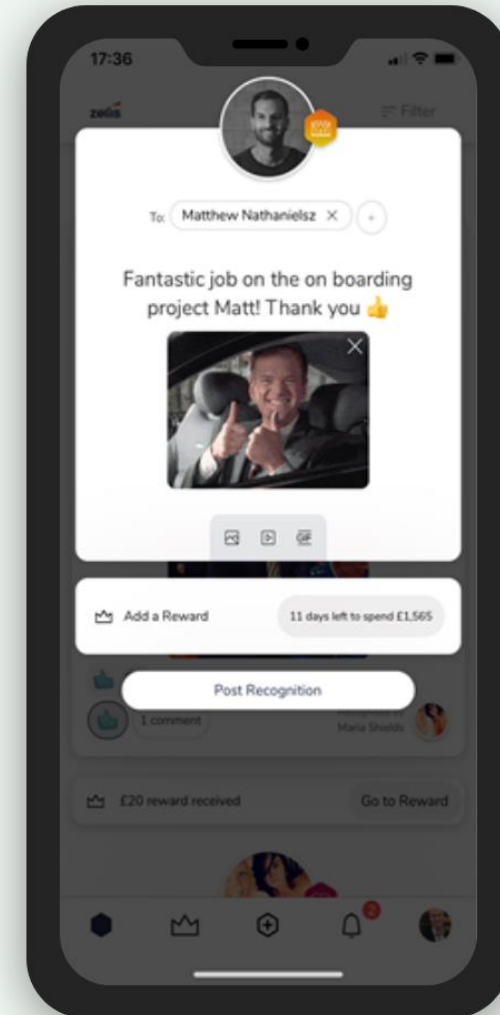 17:36
zeus
Filter
To: Matthew Nathanielsz
Fantastic job on the on boarding
project Matt! Thank you 👍
GIF
Add a Reward
11 days left to spend £1,565
Post Recognition
1 comment
Maria Shields
£20 reward received
Go to Reward
2